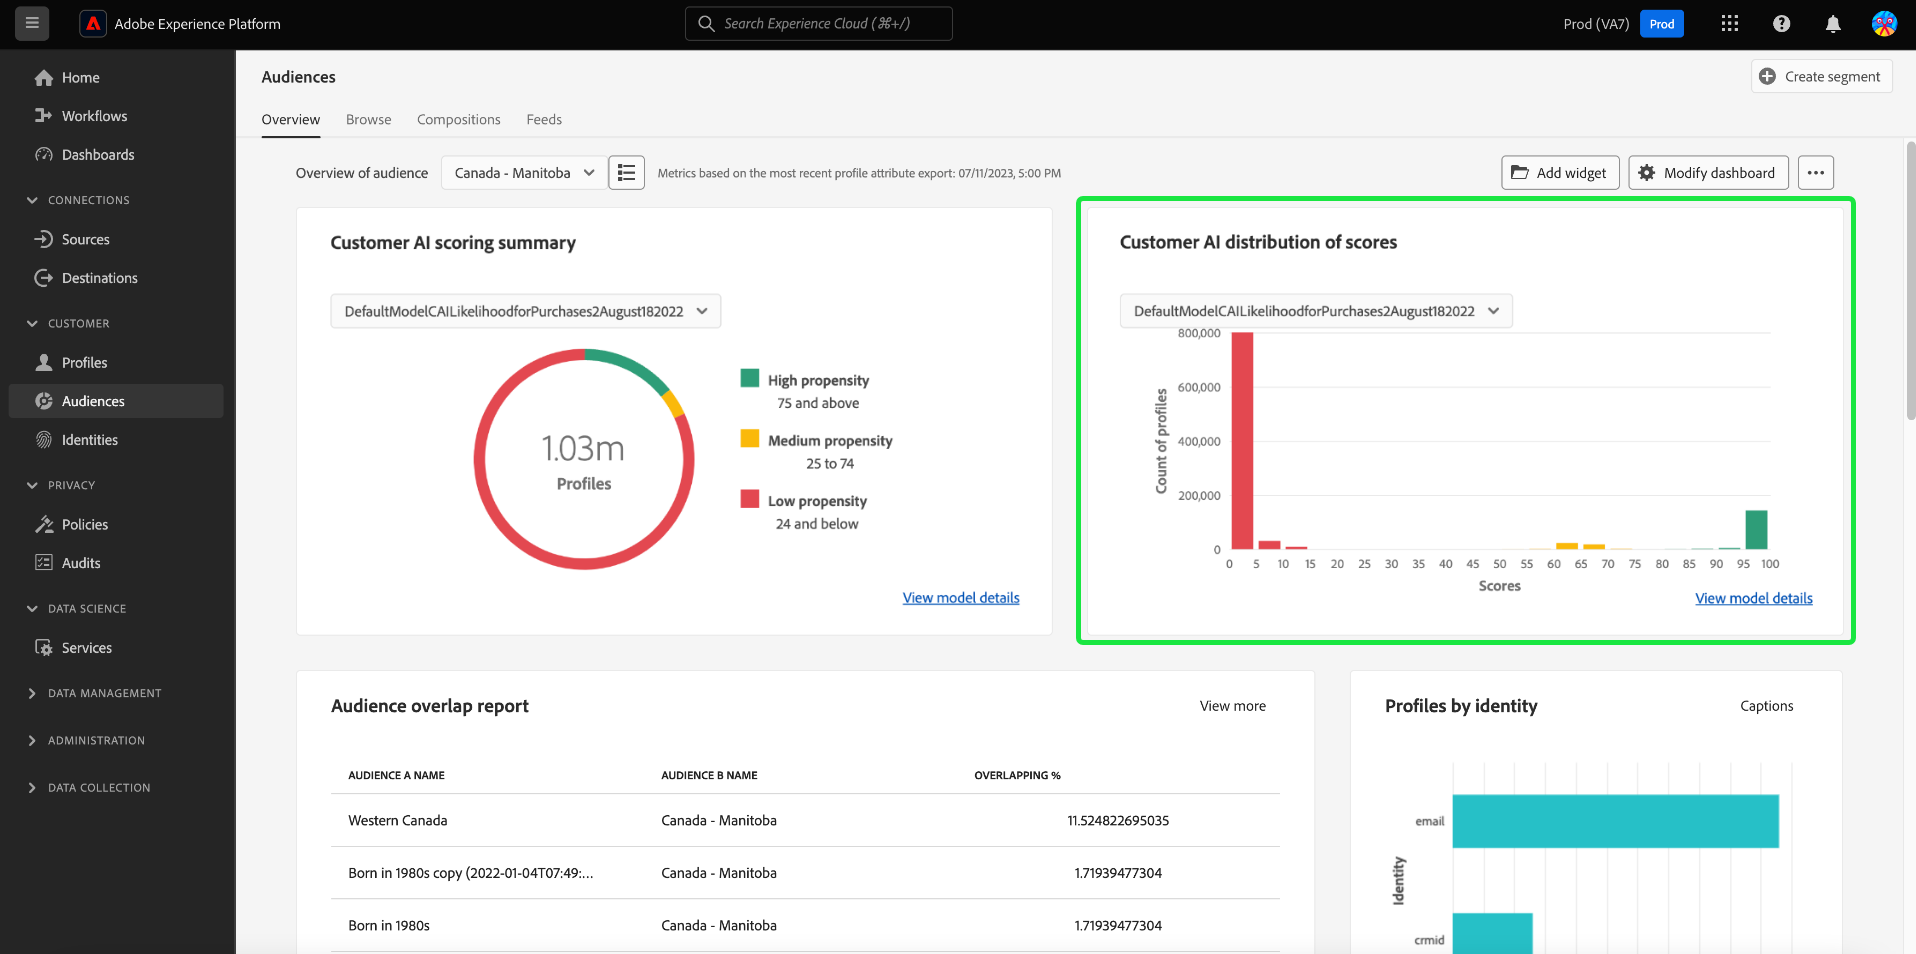 Adobe Experience Platform
Search Experience Cloud (⌘+/)
Prod (VA7)
Prod
Home
Workflows
Dashboards
CONNECTIONS
Sources
Destinations
CUSTOMER
Profiles
Audiences
Identities
PRIVACY
Policies
Audits
DATA SCIENCE
Services
DATA MANAGEMENT
ADMINISTRATION
DATA COLLECTION
Audiences
Create segment
Overview
Browse
Compositions
Feeds
Overview of audience
Canada - Manitoba
Metrics based on the most recent profile attribute export: 07/11/2023, 5:00 PM
Add widget
Modify dashboard
Customer AI scoring summary
DefaultModelCAILikelihoodforPurchases2August182022
1.03m
Profiles
High propensity
75 and above
Medium propensity
25 to 74
Low propensity
24 and below
View model details
Customer AI distribution of scores
DefaultModelCAILikelihoodforPurchases2August182022
800,000
600,000
400,000
200,000
0
Count of profiles
0 5 10 15 20 25 30 35 40 45 50 55 60 65 70 75 80 85 90 95 100
Scores
View model details
Audience overlap report
View more
AUDIENCE A NAME AUDIENCE B NAME OVERLAPPING %
Western Canada Canada - Manitoba 11.524822695035
Born in 1980s copy (2022-01-04T07:49:... Canada - Manitoba 1.71939477304
Born in 1980s Canada - Manitoba 1.71939477304
Profiles by identity
Captions
Identity
email
crmid